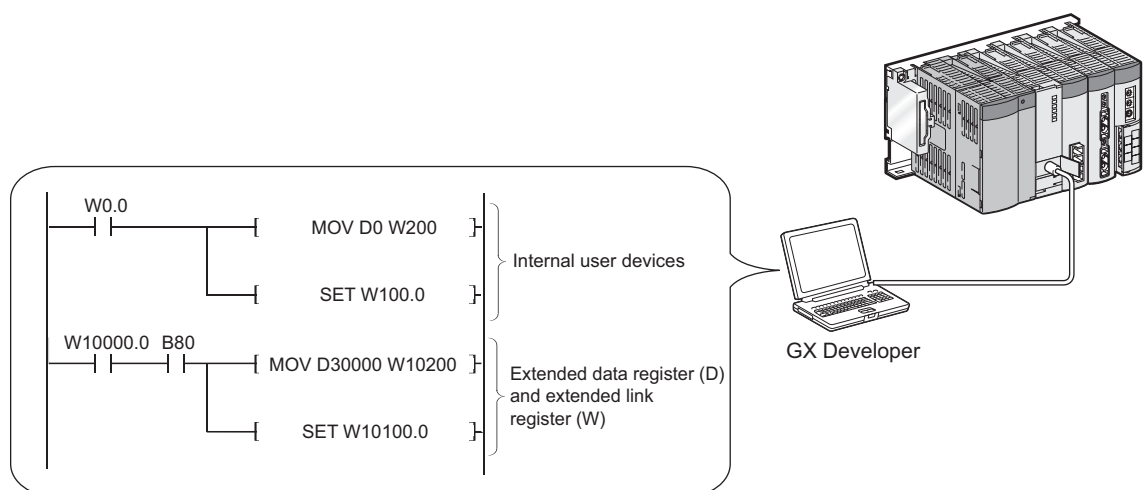 W0.0
MOV D0 W200
SET W100.0
Internal user devices
W10000.0 B80
MOV D30000 W10200
SET W10100.0
Extended data register (D)
and extended link
register (W)
GX Developer